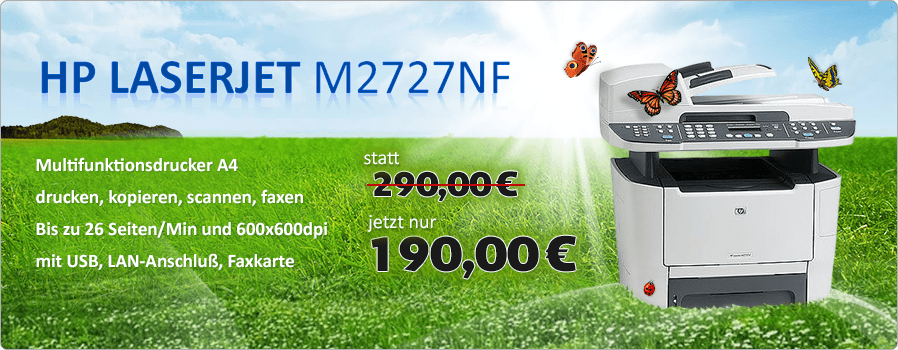 HP LASERJET M2727NF
Multifunktionsdrucker A4
drucken, kopieren, scannen, faxen
Bis zu 26 Seiten/Min und 600x600dpi
mit USB, LAN-Anschluß, Faxkarte
statt
290,00 €
jetzt nur
190,00 €
hp